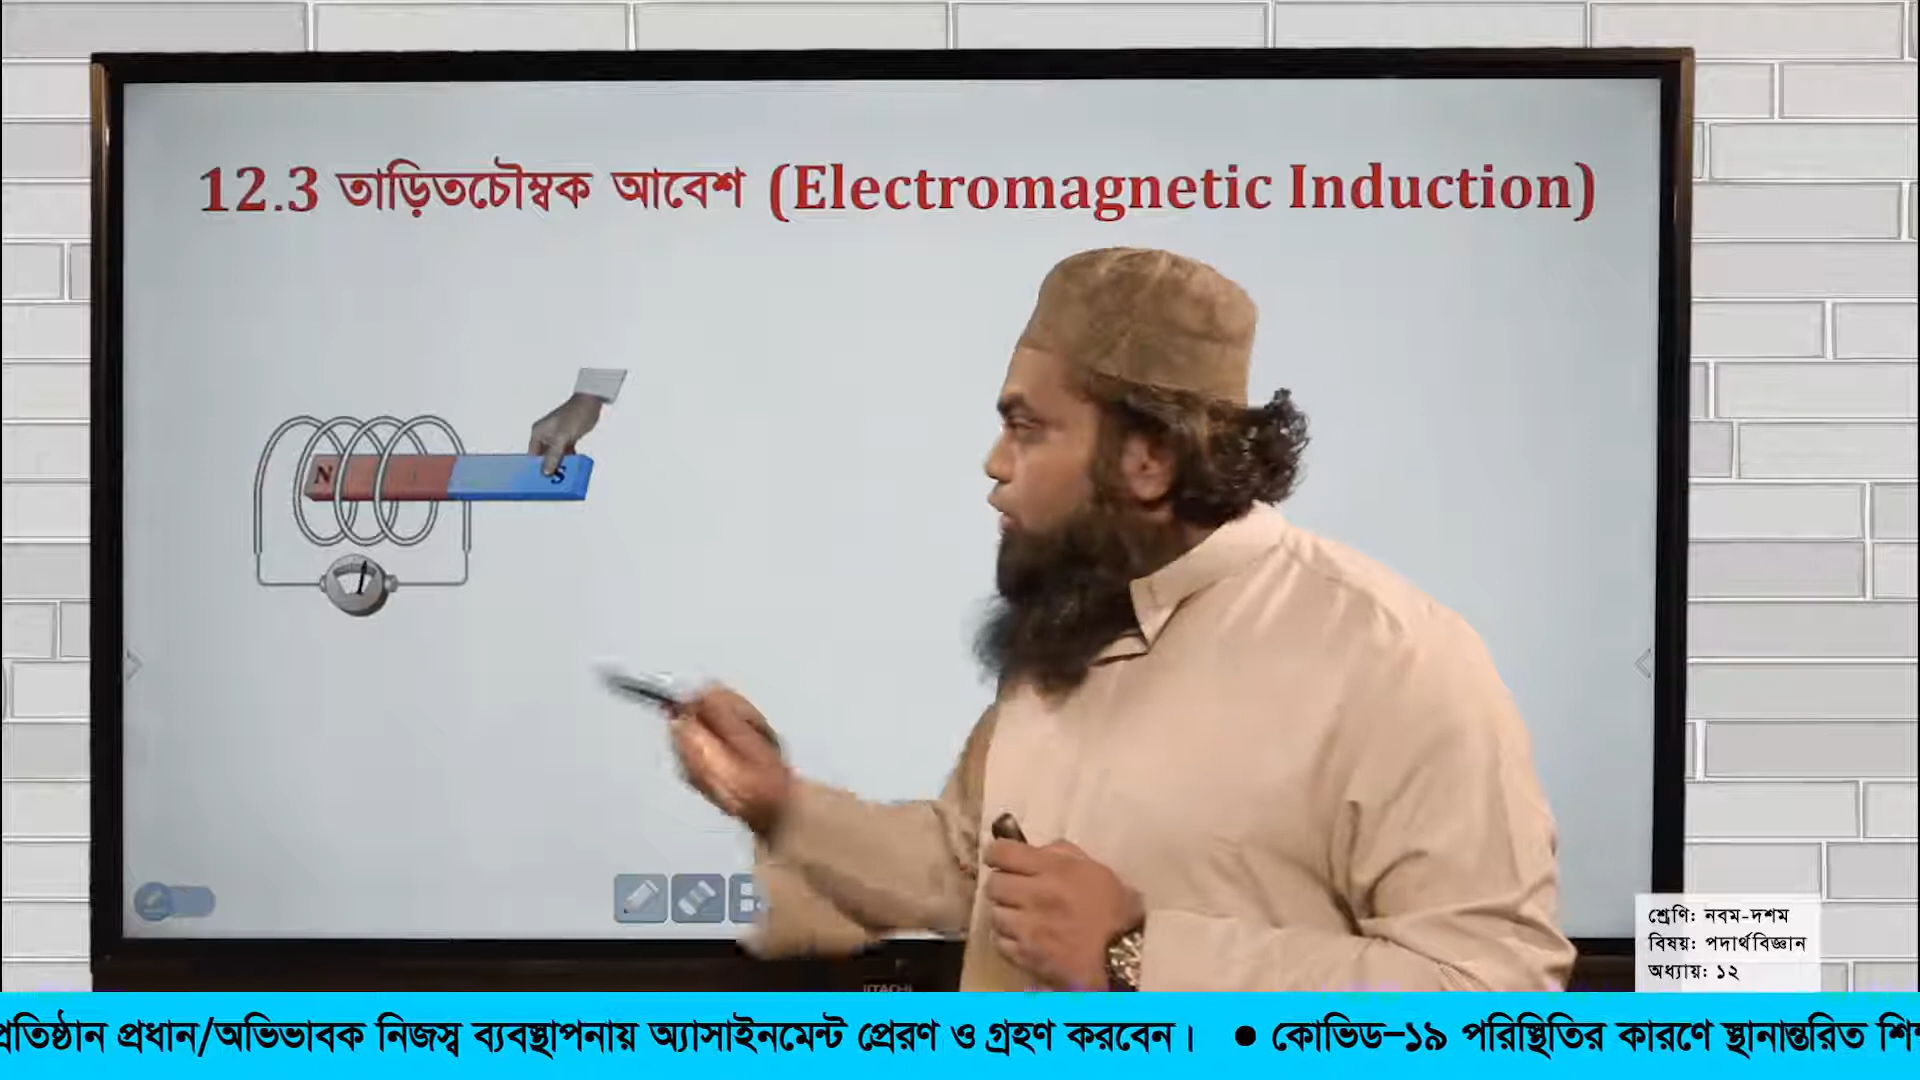 12.3 তাড়িতচৌম্বক আবেশ (Electromagnetic Induction)
N
S
HITACHI
শ্রেণি: নবম-দশম
বিষয়: পদার্থবিজ্ঞান
অধ্যায়: ১২
প্রতিষ্ঠান প্রধান/অভিভাবক নিজস্ব ব্যবস্থাপনায় অ্যাসাইনমেন্ট প্রেরণ ও গ্রহণ করবেন। ● কোভিড–১৯ পরিস্থিতির কারণে স্থানান্তরিত